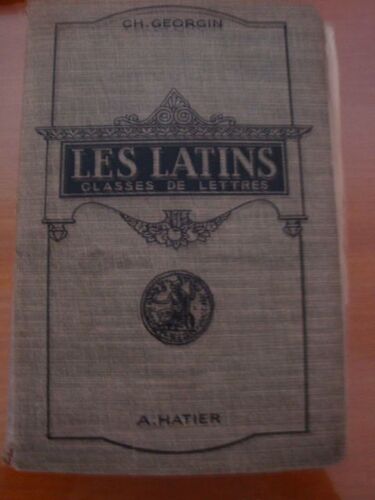 CH. GEORGIN
LES LATINS
CLASSES DE LETTRES
A. HATIER